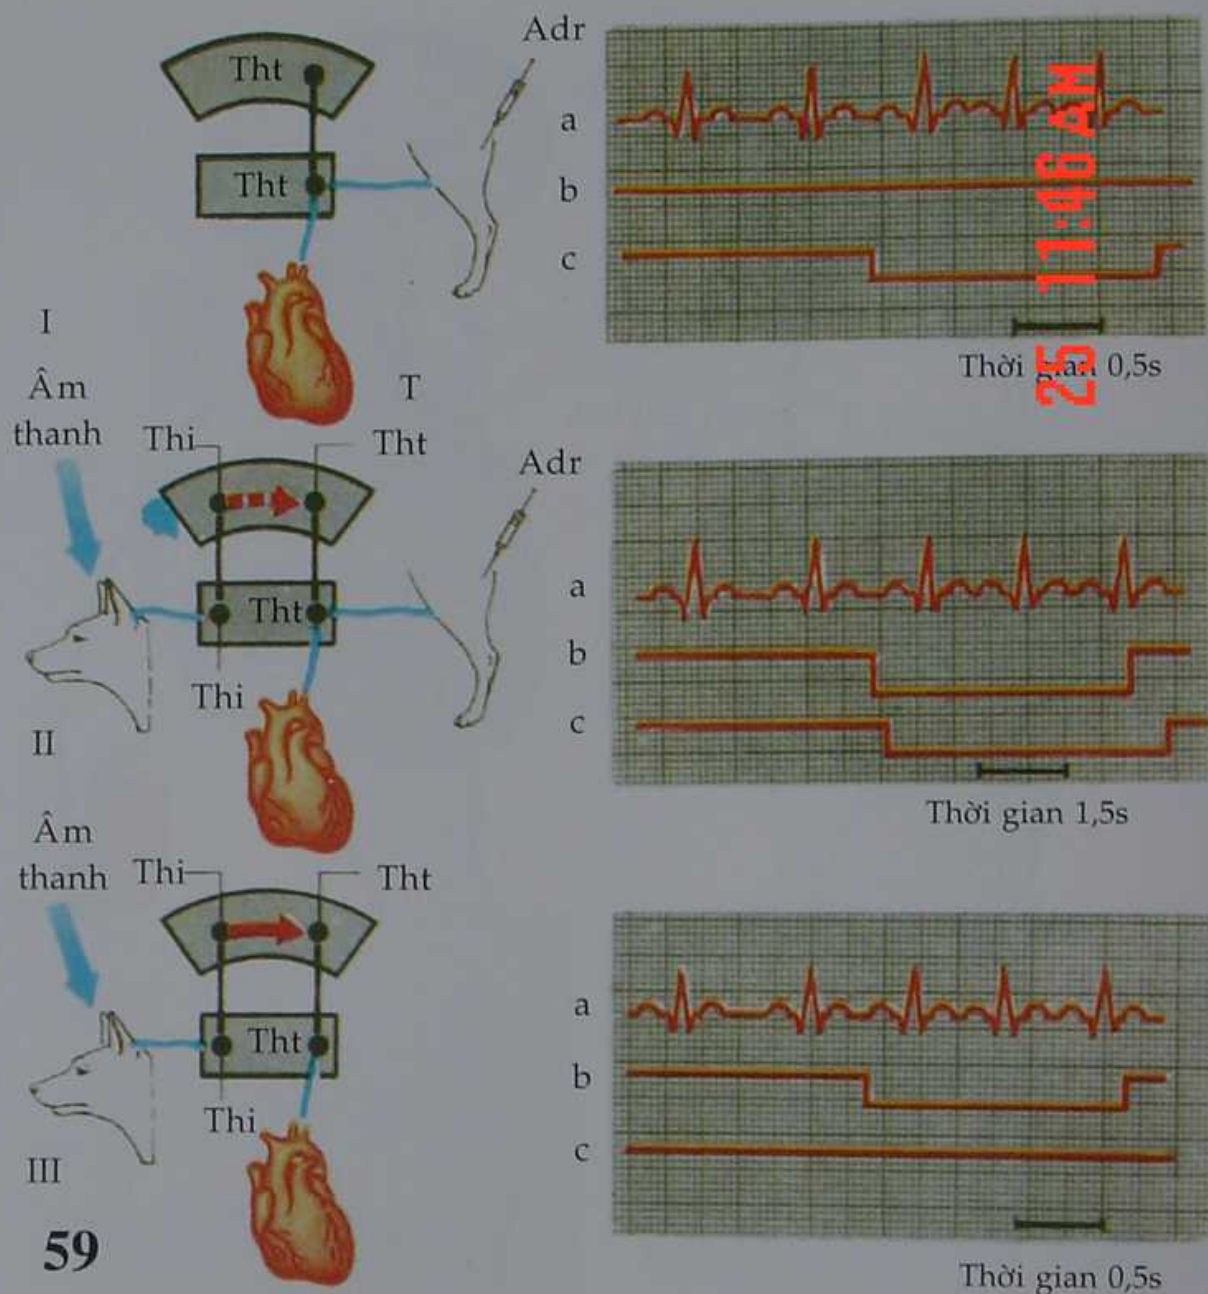 Adr
Tht
a
Tht
b
c
I
T
Thời gian 0,5s
25 11:46 AM
Âm
thanh
Thi
Tht
Adr
a
Tht
b
Thi
c
II
Thời gian 1,5s
Âm
thanh
Thi
Tht
a
Tht
b
Thi
c
III
59
Thời gian 0,5s